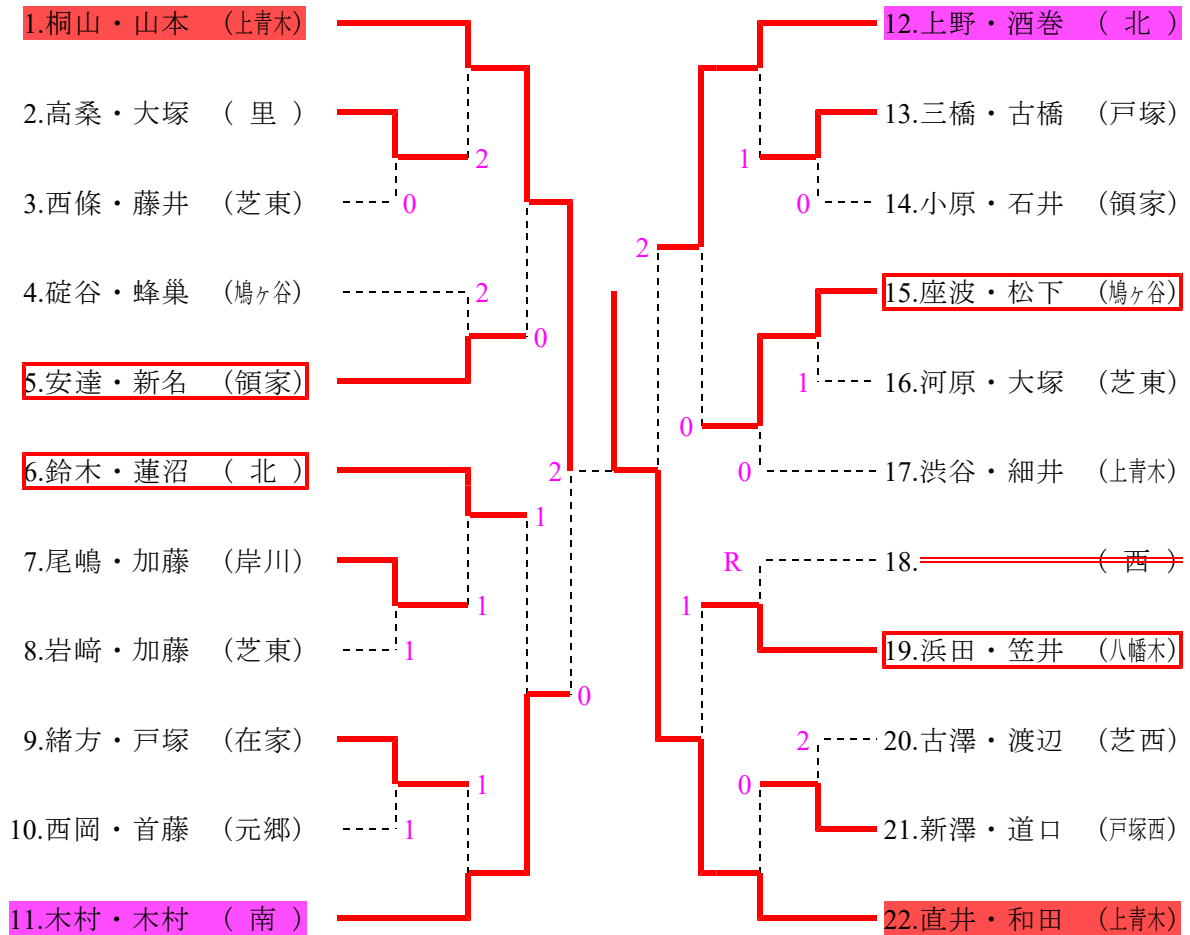 1.桐山・山本 (上青木)
2.高桑・大塚 ( 里 )
2
3.西條・藤井 (芝東)
0
4.碇谷・蜂巣 (鳩ヶ谷)
2
0
5.安達・新名 (領家)
6.鈴木・蓮沼 ( 北 )
2
1
7.尾嶋・加藤 (岸川)
1
8.岩﨑・加藤 (芝東)
1
0
9.緒方・戸塚 (在家)
1
10.西岡・首藤 (元郷)
1
11.木村・木村 ( 南 )
12.上野・酒巻 ( 北 )
13.三橋・古橋 (戸塚)
1
0
14.小原・石井 (領家)
2
15.座波・松下 (鳩ヶ谷)
1
16.河原・大塚 (芝東)
0
0
17.渋谷・細井 (上青木)
R
18. ( 西 )
1
19.浜田・笠井 (八幡木)
2
20.古澤・渡辺 (芝西)
0
21.新澤・道口 (戸塚西)
22.直井・和田 (上青木)